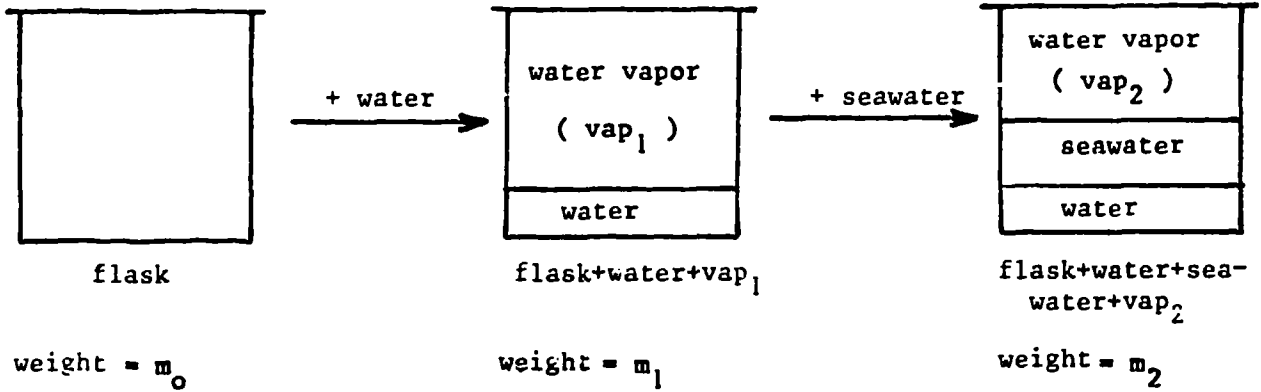 + water
water vapor
( vap₁ )
water
+ seawater
water vapor
( vap₂ )
seawater
water
flask
flask+water+vap₁
flask+water+sea-
water+vap₂
weight = m₀
weight = m₁
weight = m₂